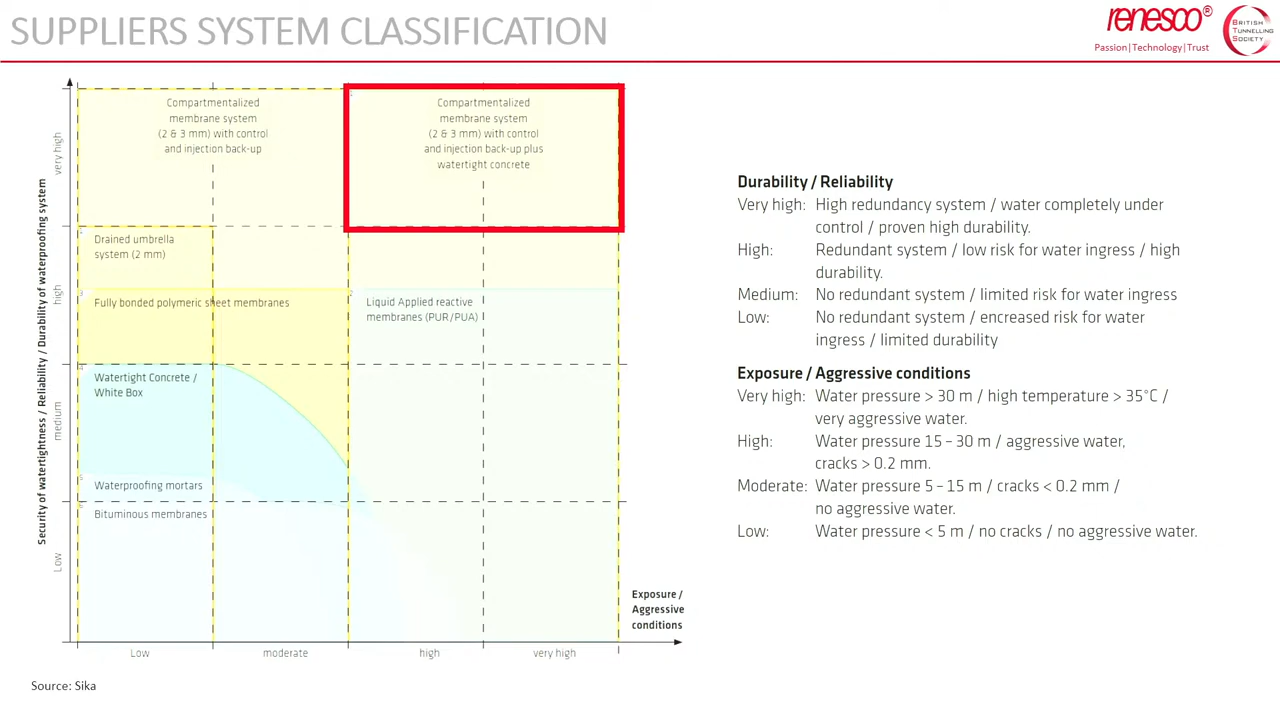 SUPPLIERS SYSTEM CLASSIFICATION
renesco®
Passion|Technology|Trust
BRITISH
TUNNELLING
SOCIETY
Security of watertightness / Reliability / Durability of waterproofing system
very high
high
medium
Low
Compartmentalized
membrane system
(2 & 3 mm) with control
and injection back-up
Compartmentalized
membrane system
(2 & 3 mm) with control
and injection back-up plus
watertight concrete
Drained umbrella
system (2 mm)
Fully bonded polymeric sheet membranes
Liquid Applied reactive
membranes (PUR/PUA)
Watertight Concrete /
White Box
Waterproofing mortars
Bituminous membranes
Exposure /
Aggressive
conditions
Low
moderate
high
very high
Durability / Reliability
Very high: High redundancy system / water completely under
control / proven high durability.
High: Redundant system / low risk for water ingress / high
durability.
Medium: No redundant system / limited risk for water ingress
Low: No redundant system / encreased risk for water
ingress / limited durability
Exposure / Aggressive conditions
Very high: Water pressure > 30 m / high temperature > 35°C /
very aggressive water.
High: Water pressure 15 – 30 m / aggressive water,
cracks > 0.2 mm.
Moderate: Water pressure 5 – 15 m / cracks < 0.2 mm /
no aggressive water.
Low: Water pressure < 5 m / no cracks / no aggressive water.
Source: Sika